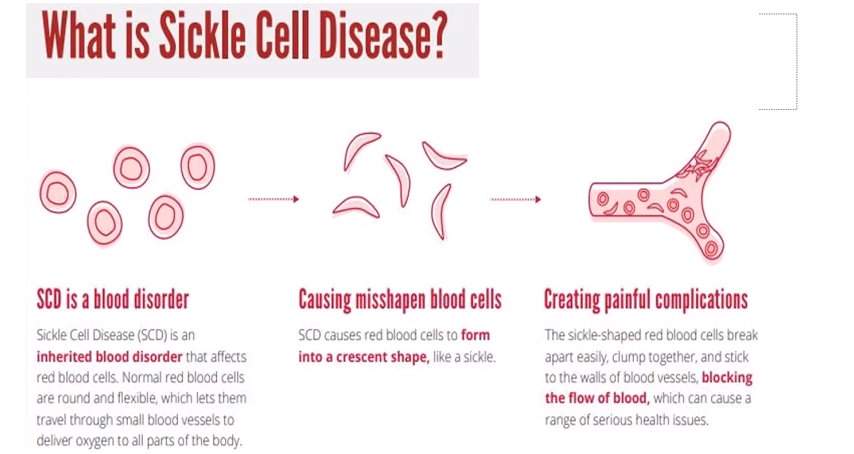 What is Sickle Cell Disease?
SCD is a blood disorder
Sickle Cell Disease (SCD) is an
inherited blood disorder that affects
red blood cells. Normal red blood cells
are round and flexible, which lets them
travel through small blood vessels to
deliver oxygen to all parts of the body.
Causing misshapen blood cells
SCD causes red blood cells to form
into a crescent shape, like a sickle.
Creating painful complications
The sickle-shaped red blood cells break
apart easily, clump together, and stick
to the walls of blood vessels, blocking
the flow of blood, which can cause a
range of serious health issues.